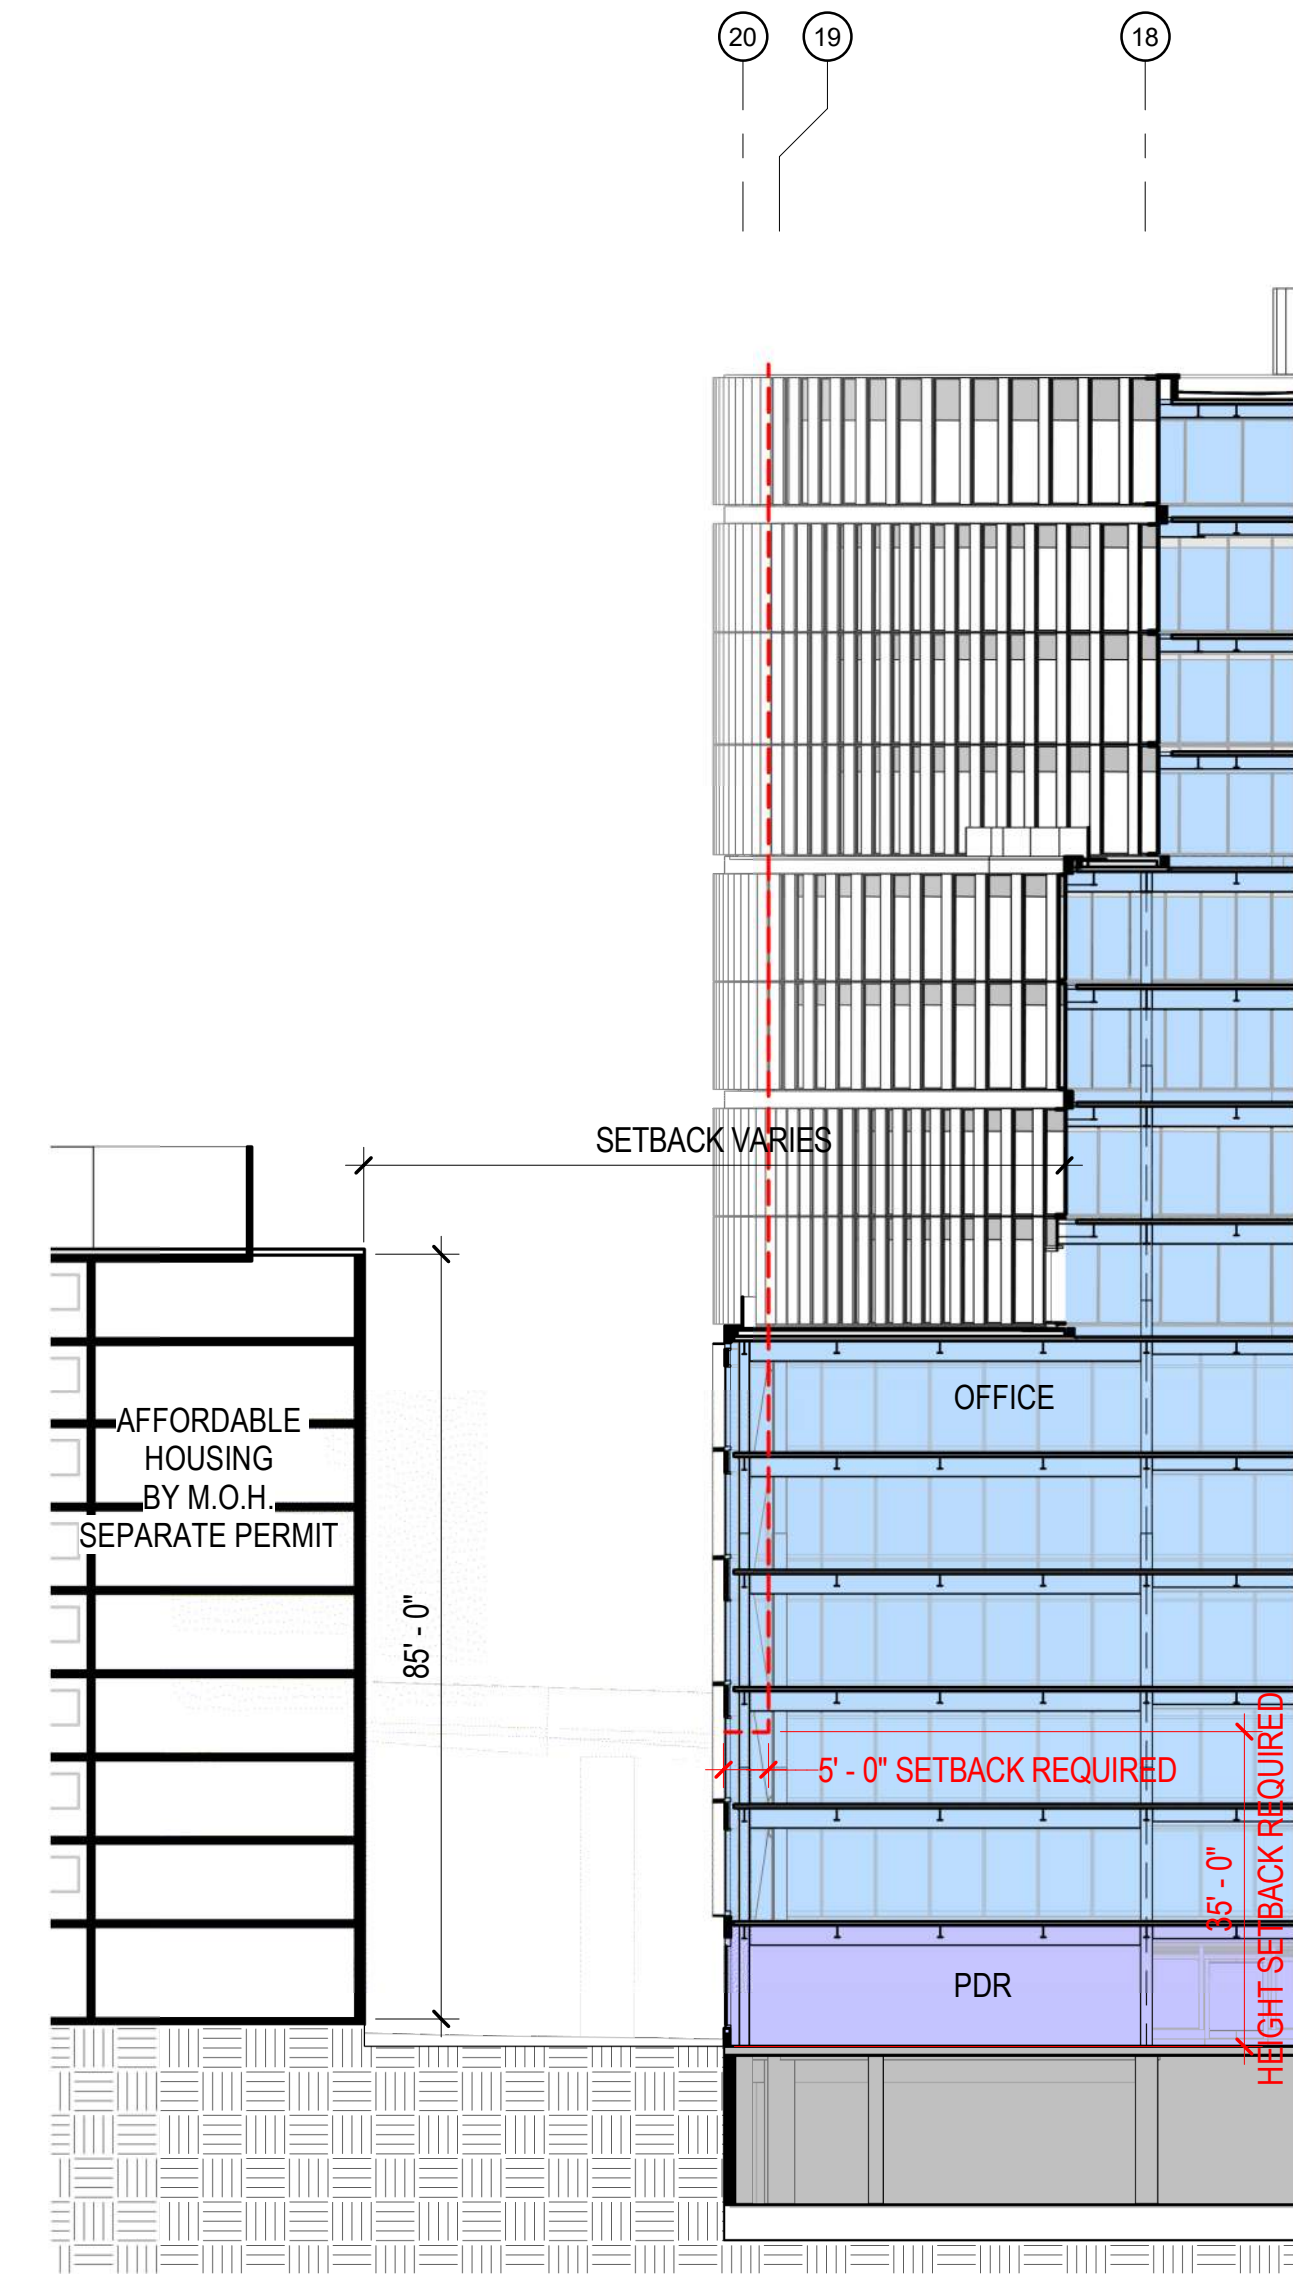 20
19
18
SETBACK VARIES
AFFORDABLE
HOUSING
BY M.O.H.
SEPARATE PERMIT
85' - 0"
OFFICE
5' - 0" SETBACK REQUIRED
35' - 0"
HEIGHT SETBACK REQUIRED
PDR